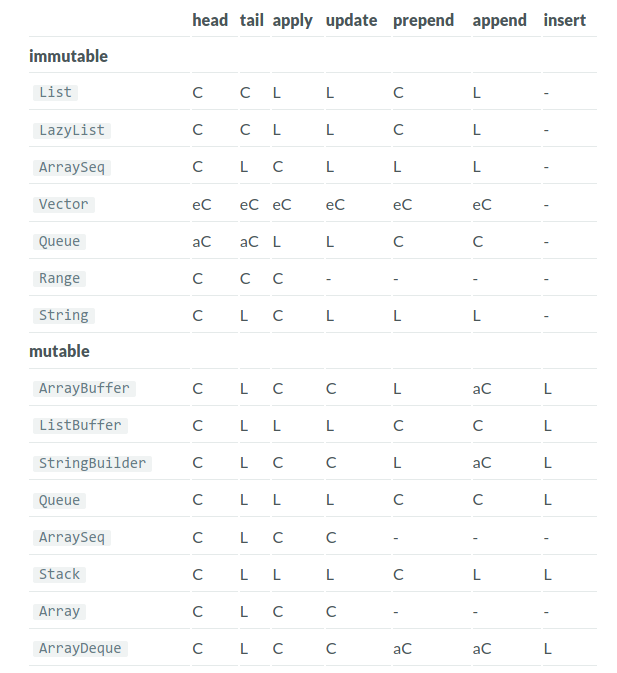 head tail apply update prepend append insert
immutable
List C C L L C L -
LazyList C C L L C L -
ArraySeq C L C L L L -
Vector eC eC eC eC eC eC -
Queue aC aC L L C C -
Range C C C - - - -
String C L C L L L -
mutable
ArrayBuffer C L C C L aC L
ListBuffer C L L L C C L
StringBuilder C L C C L aC L
Queue C L L L C C L
ArraySeq C L C C - - -
Stack C L L L C L L
Array C L C C - - -
ArrayDeque C L C C aC aC L